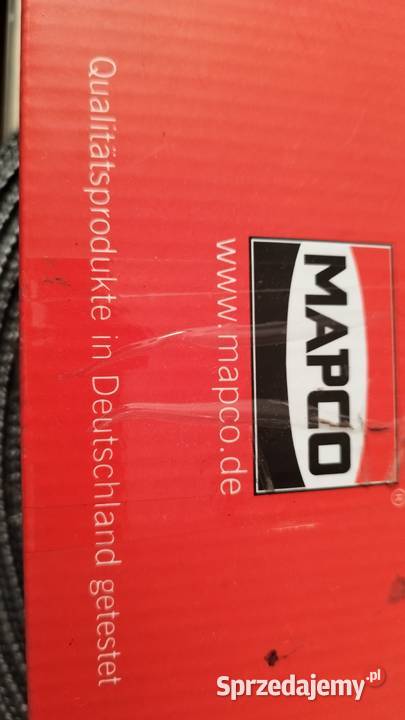 MAPCO
®
www.mapco.de
Qualitätsprodukte in Deutschland getestet
Sprzedajemy.pl